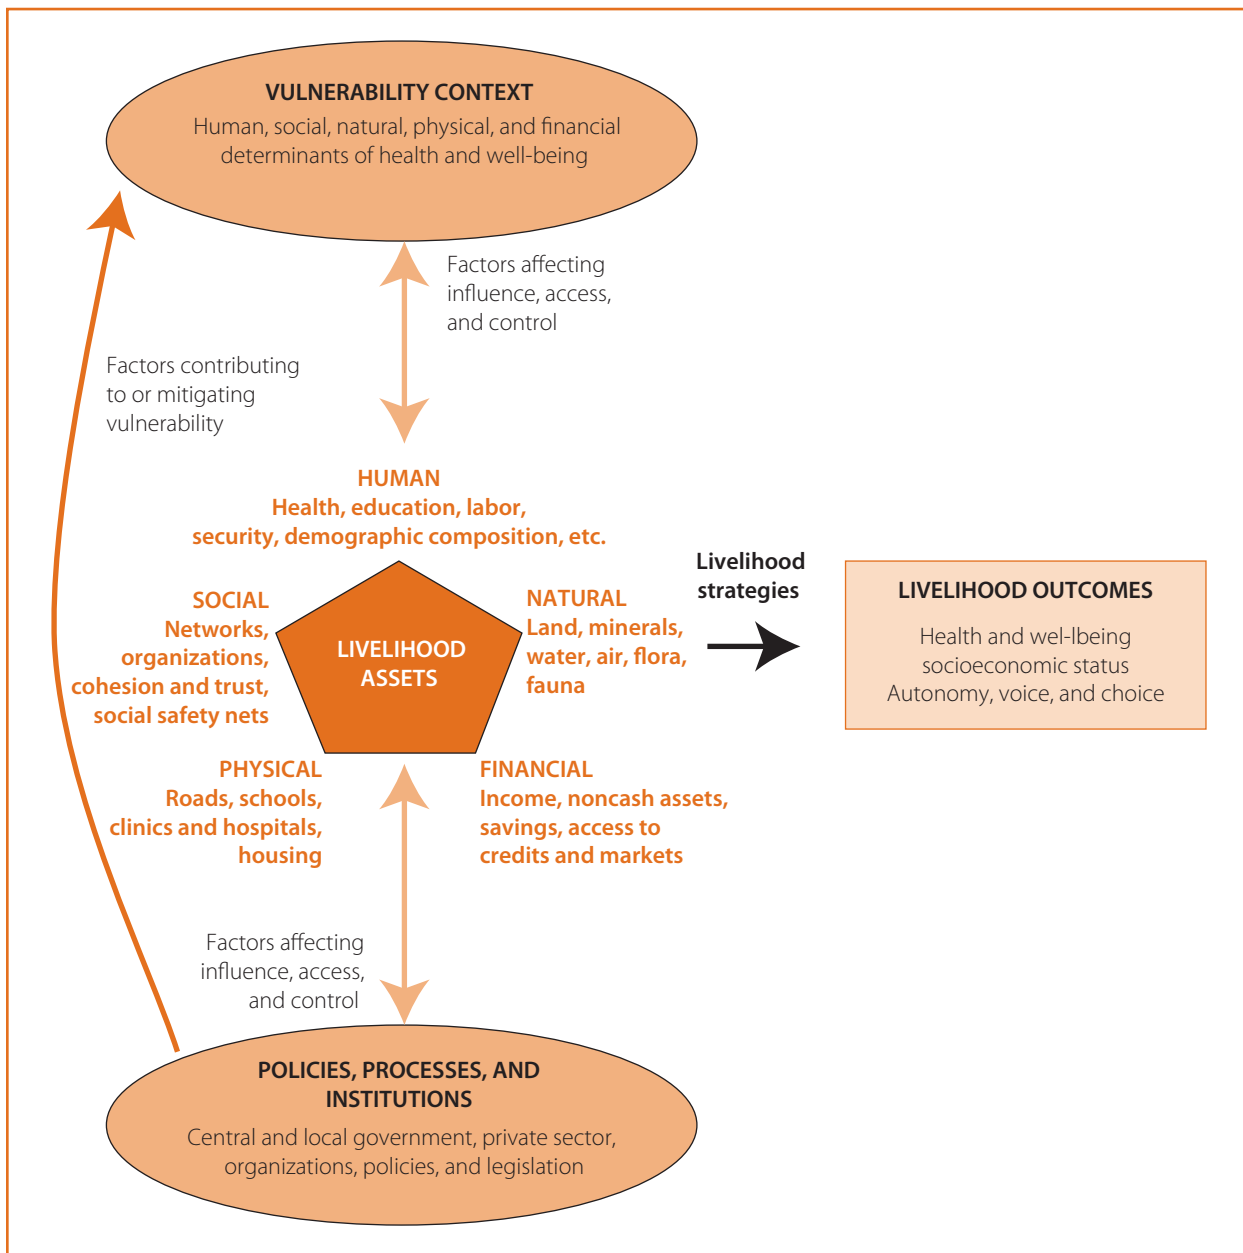 VULNERABILITY CONTEXT
Human, social, natural, physical, and financial
determinants of health and well-being
Factors affecting
influence, access,
and control
Factors contributing
to or mitigating
vulnerability
HUMAN
Health, education, labor,
security, demographic composition, etc.
SOCIAL
Networks,
organizations,
cohesion and trust,
social safety nets
LIVELIHOOD
ASSETS
NATURAL
Land, minerals,
water, air, flora,
fauna
Livelihood
strategies
LIVELIHOOD OUTCOMES
Health and wel-lbeing
socioeconomic status
Autonomy, voice, and choice
PHYSICAL
Roads, schools,
clinics and hospitals,
housing
FINANCIAL
Income, noncash assets,
savings, access to
credits and markets
Factors affecting
influence, access,
and control
POLICIES, PROCESSES, AND
INSTITUTIONS
Central and local government, private sector,
organizations, policies, and legislation